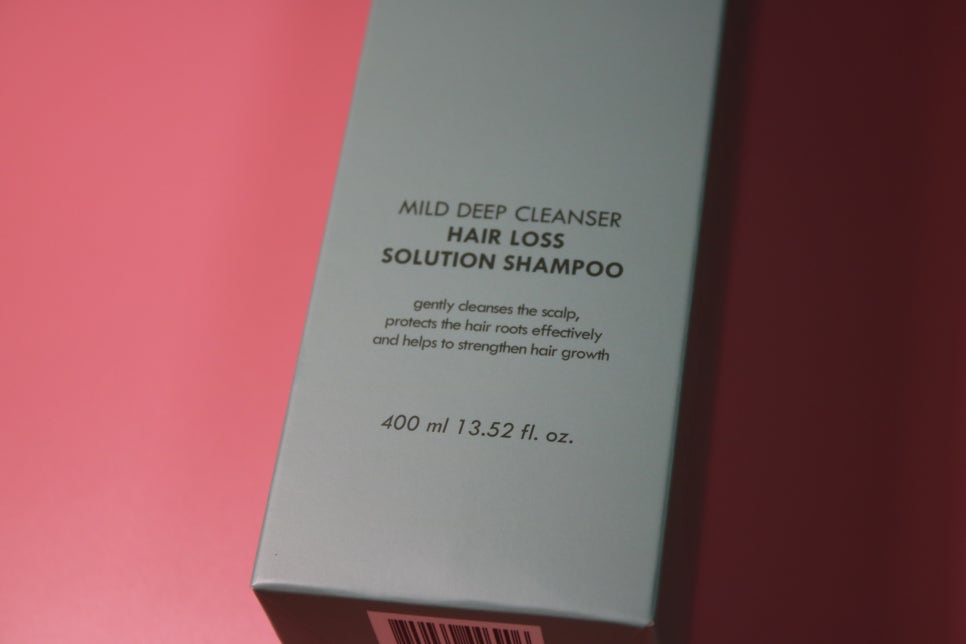 MILD DEEP CLEANSER
HAIR LOSS
SOLUTION SHAMPOO
gently cleanses the scalp,
protects the hair roots effectively
and helps to strengthen hair growth
400 ml 13.52 fl. oz.